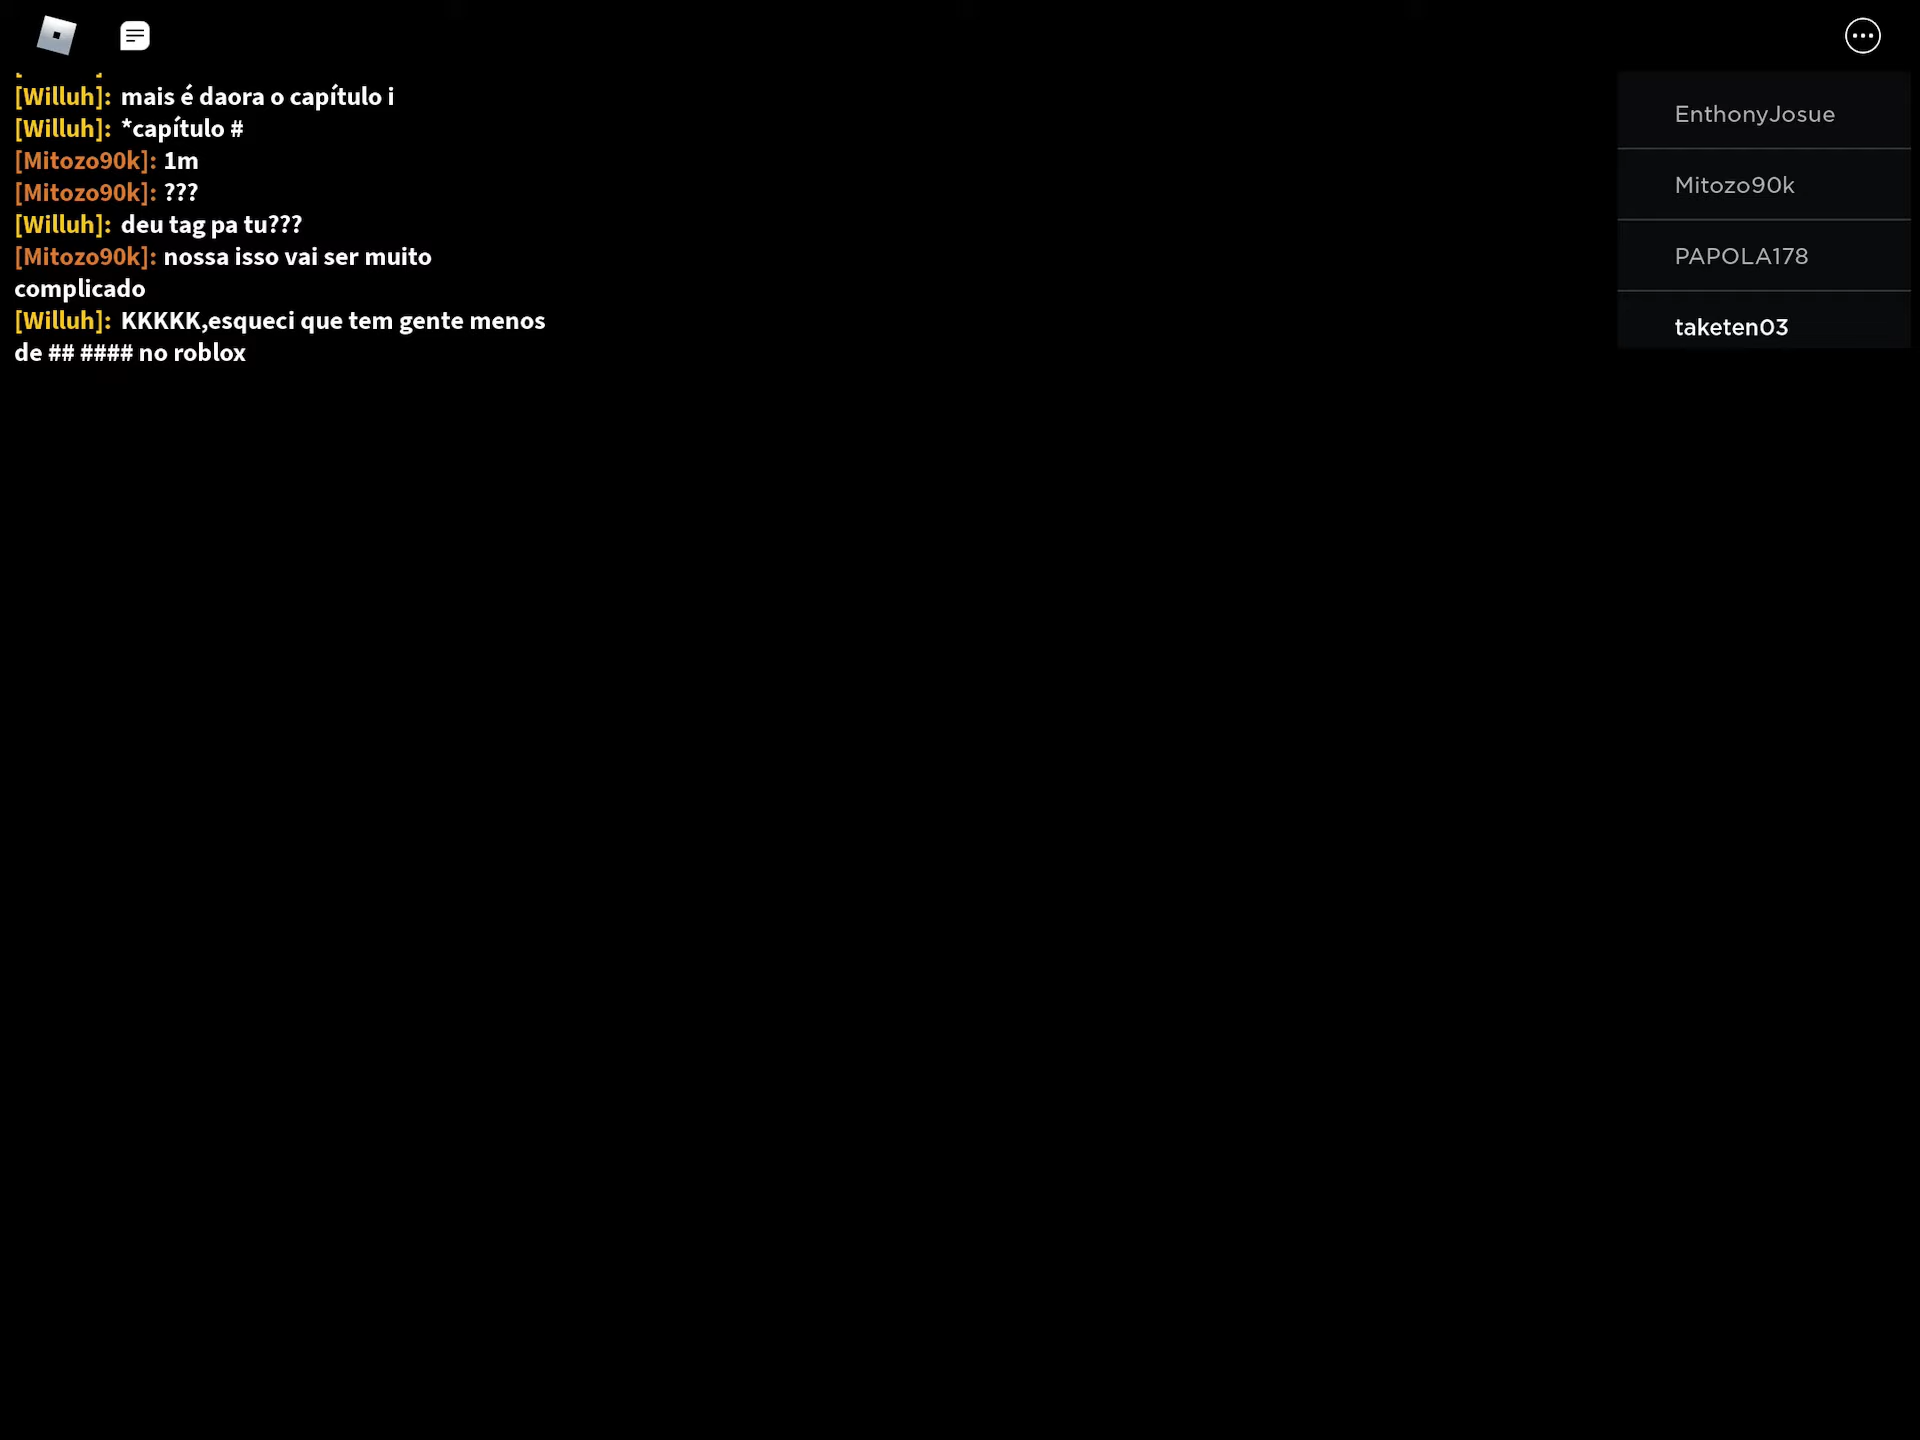 [Willuh]: mais é daora o capítulo i
[Willuh]: *capítulo #
[Mitozo90k]: 1m
[Mitozo90k]: ???
[Willuh]: deu tag pa tu???
[Mitozo90k]: nossa isso vai ser muito
complicado
[Willuh]: KKKKK,esqueci que tem gente menos
de ## #### no roblox
EnthonyJosue
Mitozo90k
PAPOLA178
taketen03